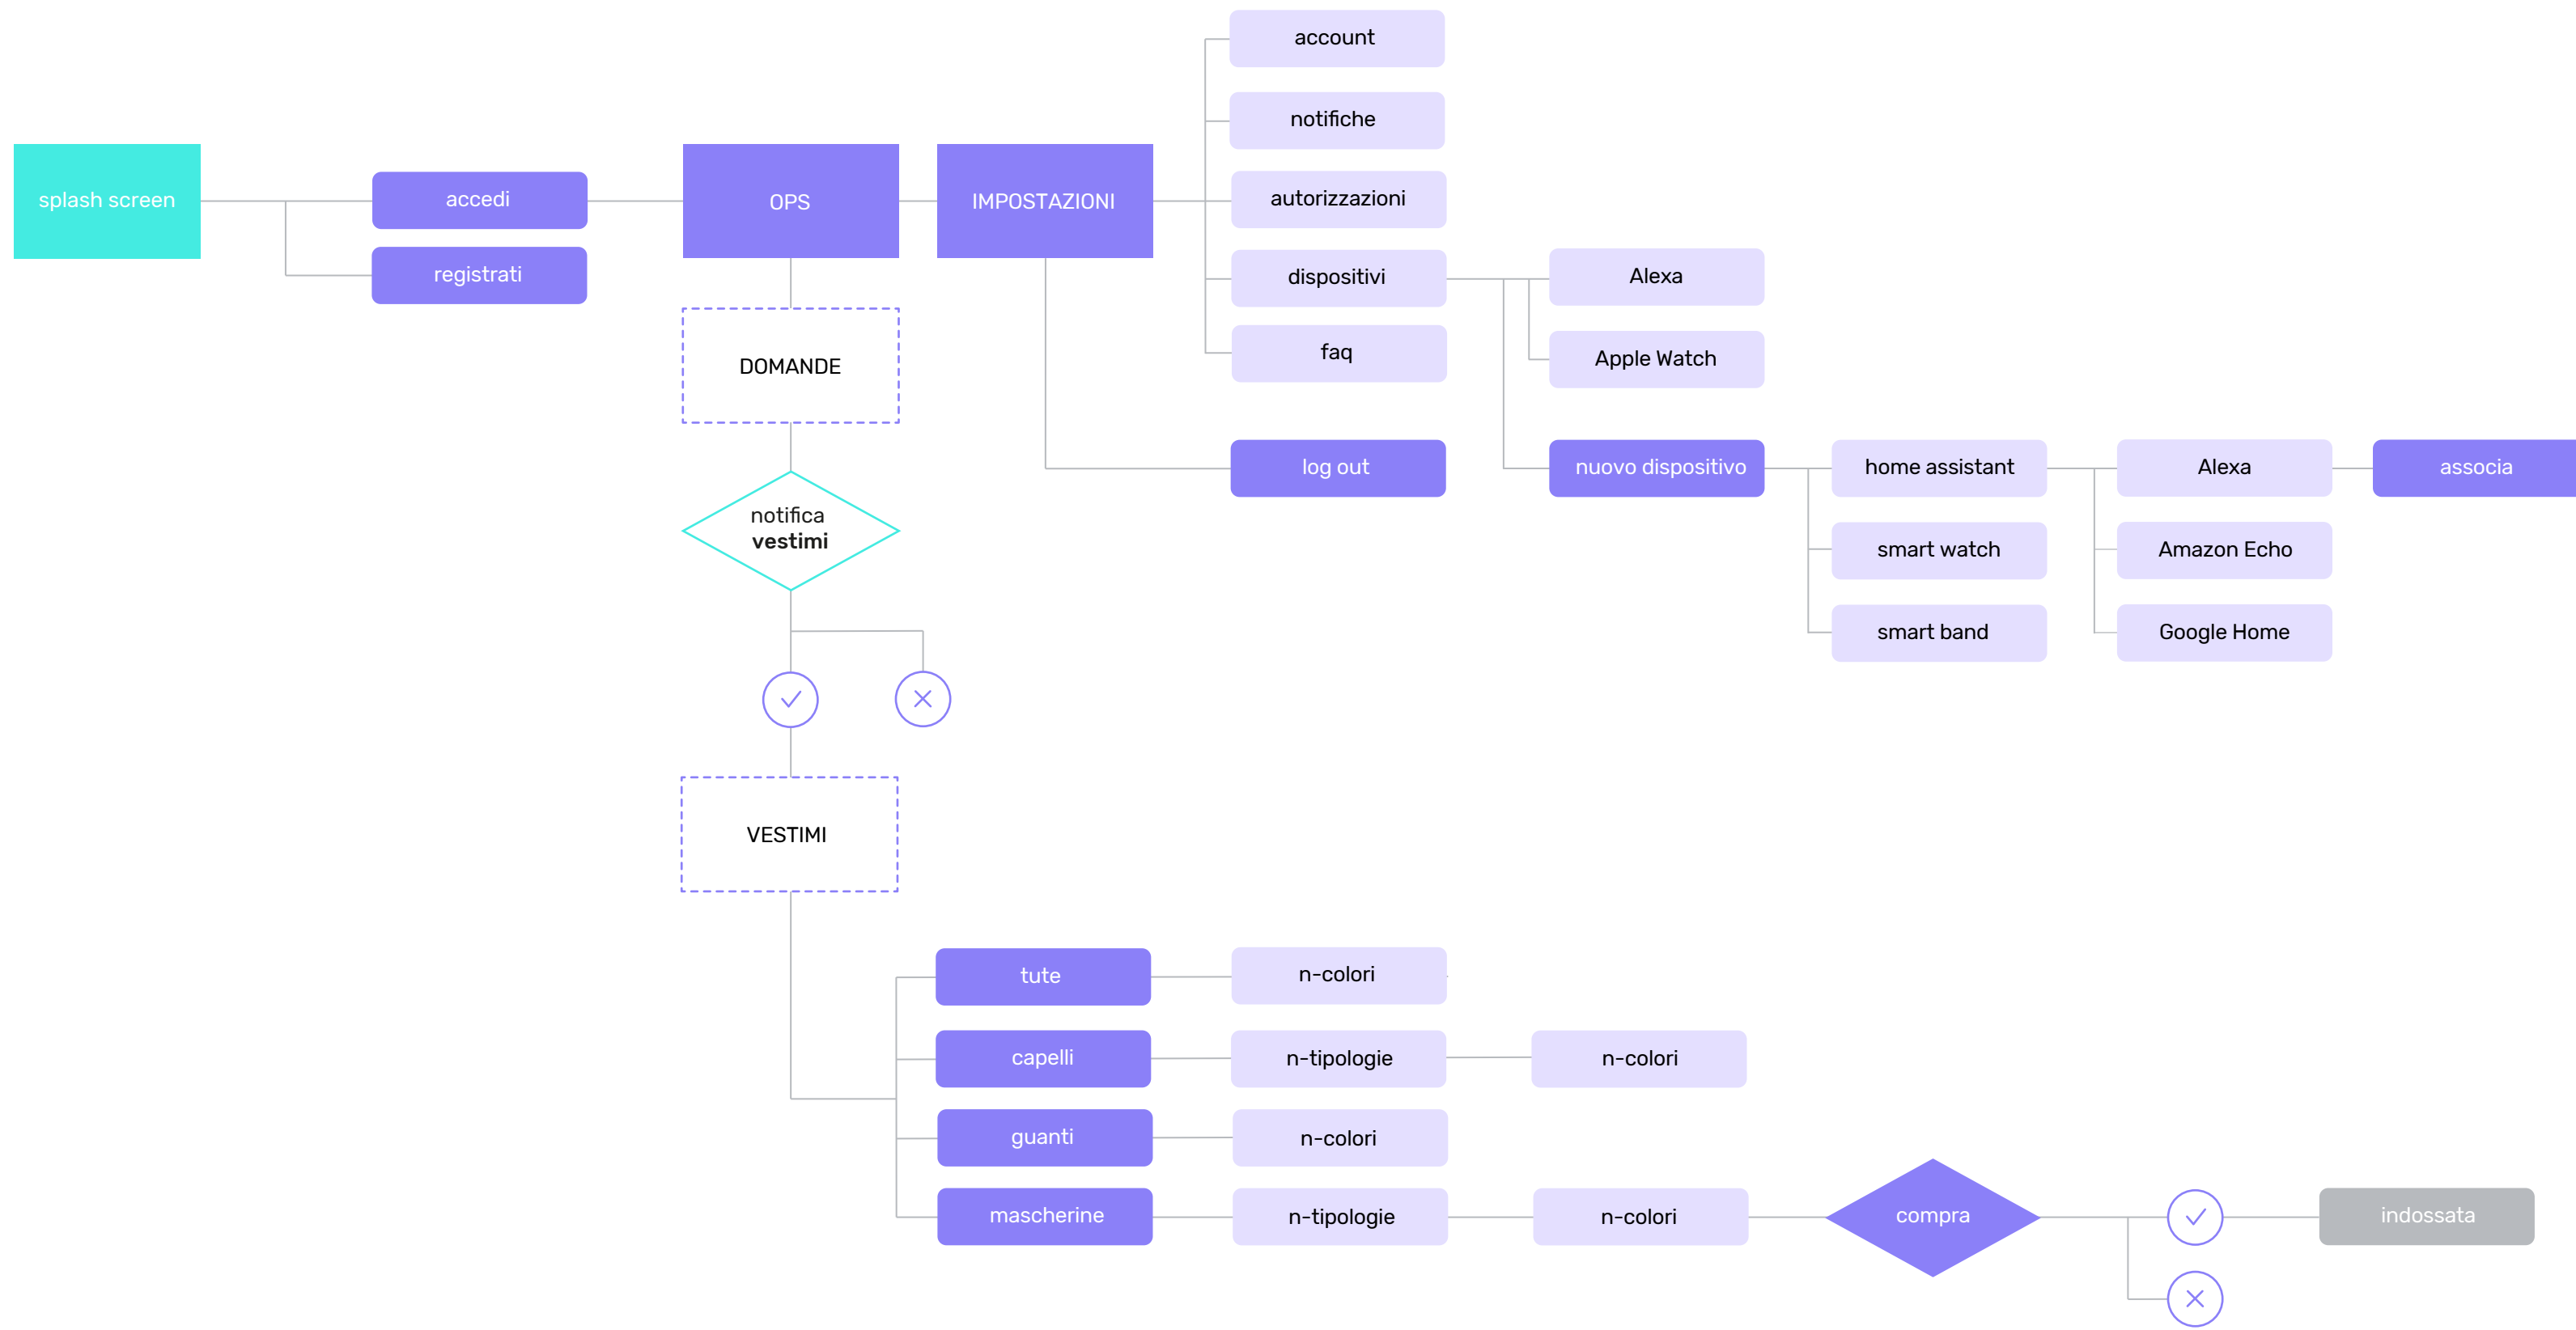 account
notifiche
splash screen
accedi
OPS
IMPOSTAZIONI
autorizzazioni
registrati
dispositivi
Alexa
DOMANDE
faq
Apple Watch
log out
nuovo dispositivo
home assistant
Alexa
associa
notifica
vestimi
smart watch
Amazon Echo
smart band
Google Home
VESTIMI
tute
n-colori
capelli
n-tipologie
n-colori
guanti
n-colori
mascherine
n-tipologie
n-colori
compra
indossata